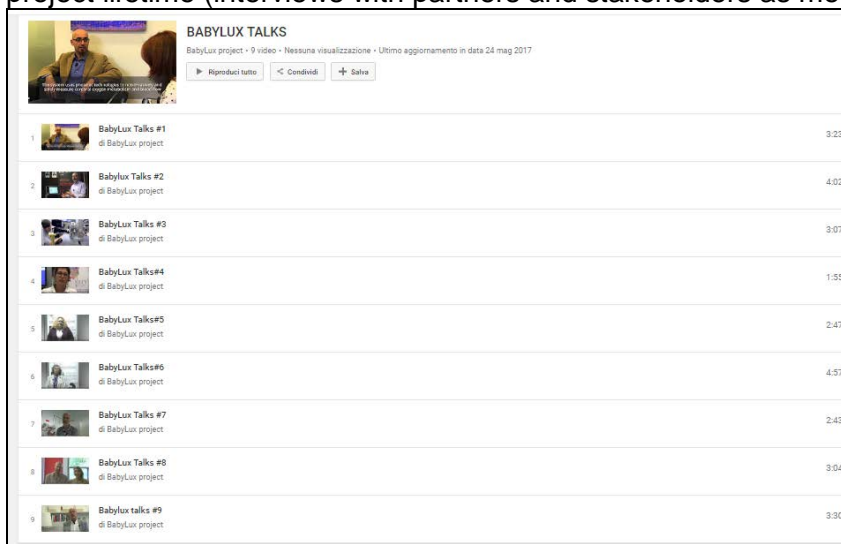 project lifetime (interviews with partners and stakeholders as
BABYLUX TALKS
BabyLux project • 9 video • Nessuna visualizzazione • Ultimo aggiornamento in data 24 mag 2017
Riproduci tutto Condividi Salva
1 BabyLux Talks #1 3:23
di BabyLux project
2 Babylux Talks #2 4:02
di BabyLux project
3 BabyLux Talks #3 3:07
di BabyLux project
4 BabyLux Talks#4 1:55
di BabyLux project
5 BabyLux Talks#5 2:47
di BabyLux project
6 BabyLux Talks#6 4:57
di BabyLux project
7 BabyLux Talks #7 2:43
di BabyLux project
8 BabyLux Talks #8 3:04
di BabyLux project
9 Babylux talks #9 3:30
di BabyLux project